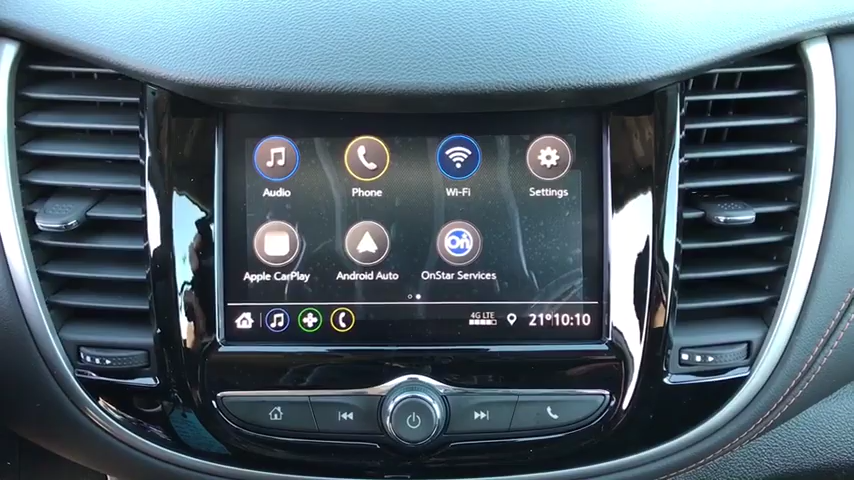 Audio Phone Wi-Fi Settings
Apple CarPlay Android Auto OnStar Services
4G LTE 21° 10:10